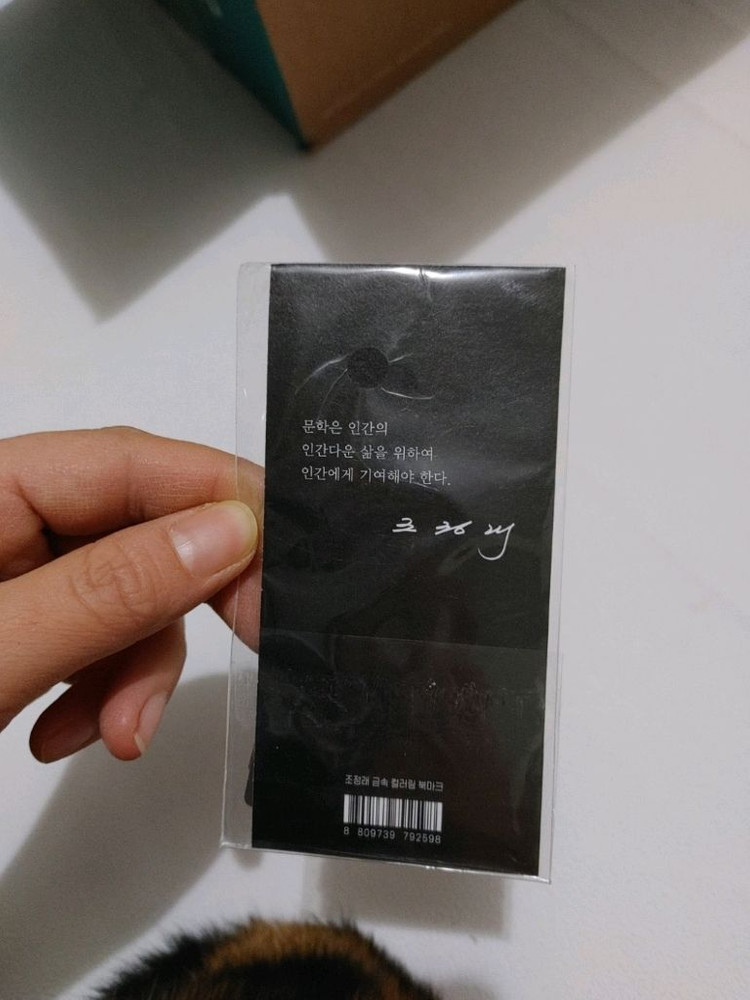 문학은 인간의
인간다운 삶을 위하여
인간에게 기여해야 한다.
조정래
조정래 금속 컬러링 북마크
8 809739 792598